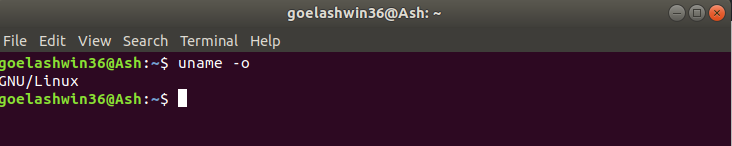 goelashwin36@Ash: ~
File Edit View Search Terminal Help
goelashwin36@Ash:~$ uname -o
GNU/Linux
goelashwin36@Ash:~$